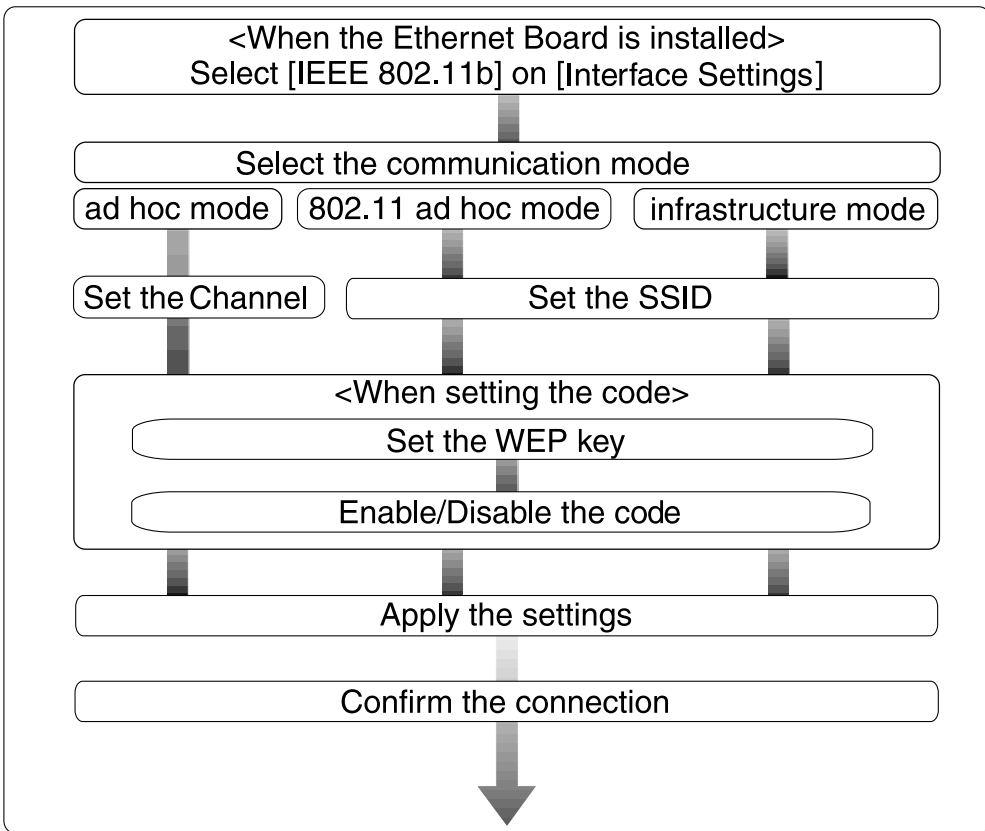 <When the Ethernet Board is installed>
Select [IEEE 802.11b] on [Interface Settings]
Select the communication mode
ad hoc mode
802.11 ad hoc mode
infrastructure mode
Set the Channel
Set the SSID
<When setting the code>
Set the WEP key
Enable/Disable the code
Apply the settings
Confirm the connection